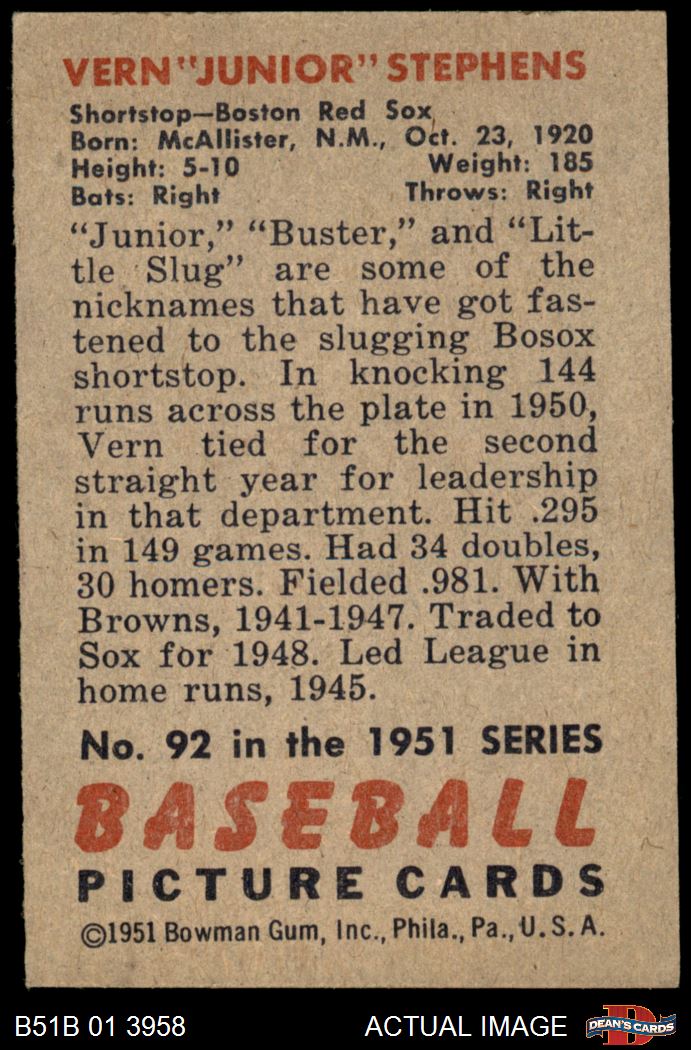 VERN "JUNIOR" STEPHENS
Shortstop—Boston Red Sox
Born: McAllister, N.M., Oct. 23, 1920
Height: 5-10 Weight: 185
Bats: Right Throws: Right
"Junior," "Buster," and "Lit-
tle Slug" are some of the
nicknames that have got fas-
tened to the slugging Bosox
shortstop. In knocking 144
runs across the plate in 1950,
Vern tied for the second
straight year for leadership
in that department. Hit .295
in 149 games. Had 34 doubles,
30 homers. Fielded .981. With
Browns, 1941-1947. Traded to
Sox for 1948. Led League in
home runs, 1945.
No. 92 in the 1951 SERIES
BASEBALL
PICTURE CARDS
©1951 Bowman Gum, Inc., Phila., Pa., U.S.A.
B51B 01 3958 ACTUAL IMAGE D DEAN'S CARDS